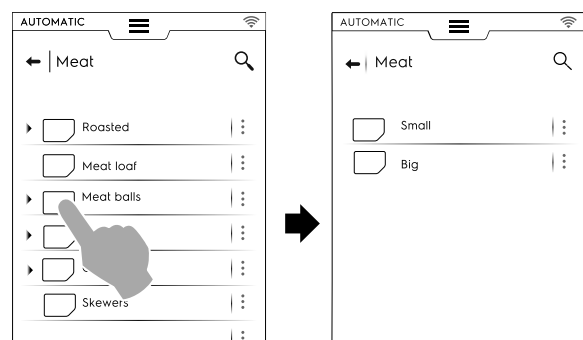 AUTOMATIC
Meat
Roasted
Meat loaf
Meat balls
Skewers
AUTOMATIC
Meat
Small
Big